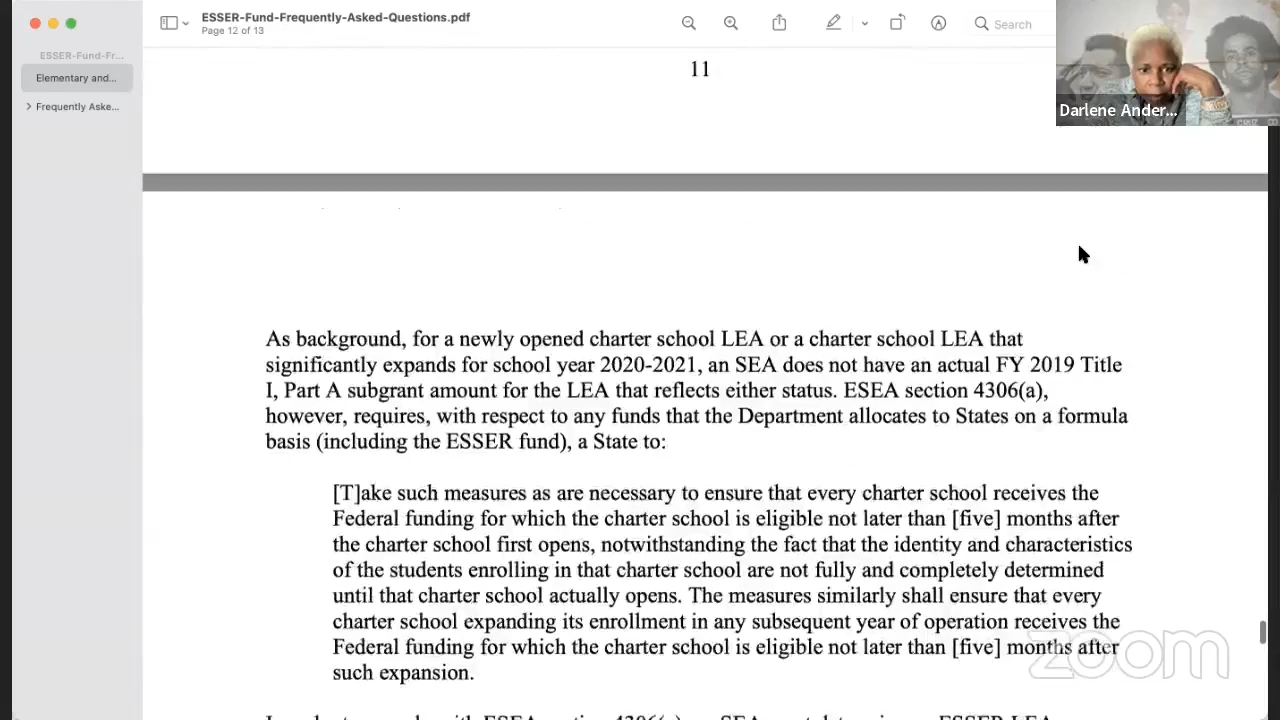 ESSER-Fund-Frequently-Asked-Questions.pdf
Page 12 of 13
Search
ESSER-Fund-Fr...
Elementary and...
Frequently Aske...
Darlene Ander...
11
As background, for a newly opened charter school LEA or a charter school LEA that
significantly expands for school year 2020-2021, an SEA does not have an actual FY 2019 Title
I, Part A subgrant amount for the LEA that reflects either status. ESEA section 4306(a),
however, requires, with respect to any funds that the Department allocates to States on a formula
basis (including the ESSER fund), a State to:
[T]ake such measures as are necessary to ensure that every charter school receives the
Federal funding for which the charter school is eligible not later than [five] months after
the charter school first opens, notwithstanding the fact that the identity and characteristics
of the students enrolling in that charter school are not fully and completely determined
until that charter school actually opens. The measures similarly shall ensure that every
charter school expanding its enrollment in any subsequent year of operation receives the
Federal funding for which the charter school is eligible not later than [five] months after
such expansion.
zoom